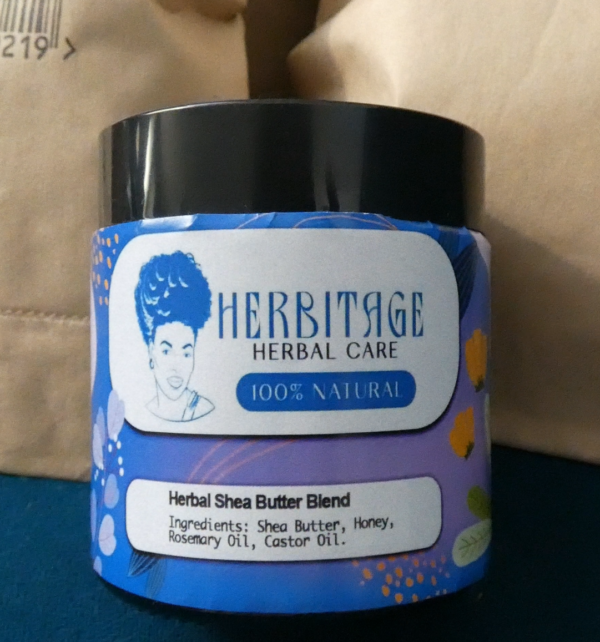 219 >
HERBITAGE
HERBAL CARE
100% NATURAL
Herbal Shea Butter Blend
Ingredients: Shea Butter, Honey,
Rosemary Oil, Castor Oil.